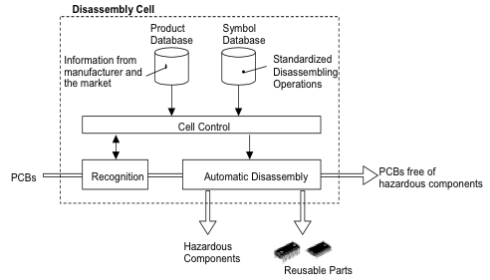 Disassembly Cell
Product
Database
Symbol
Database
Information from
manufacturer and
the market
Standardized
Disassembling
Operations
Cell Control
PCBs
Recognition
Automatic Disassembly
PCBs free of
hazardous components
Hazardous
Components
Reusable Parts